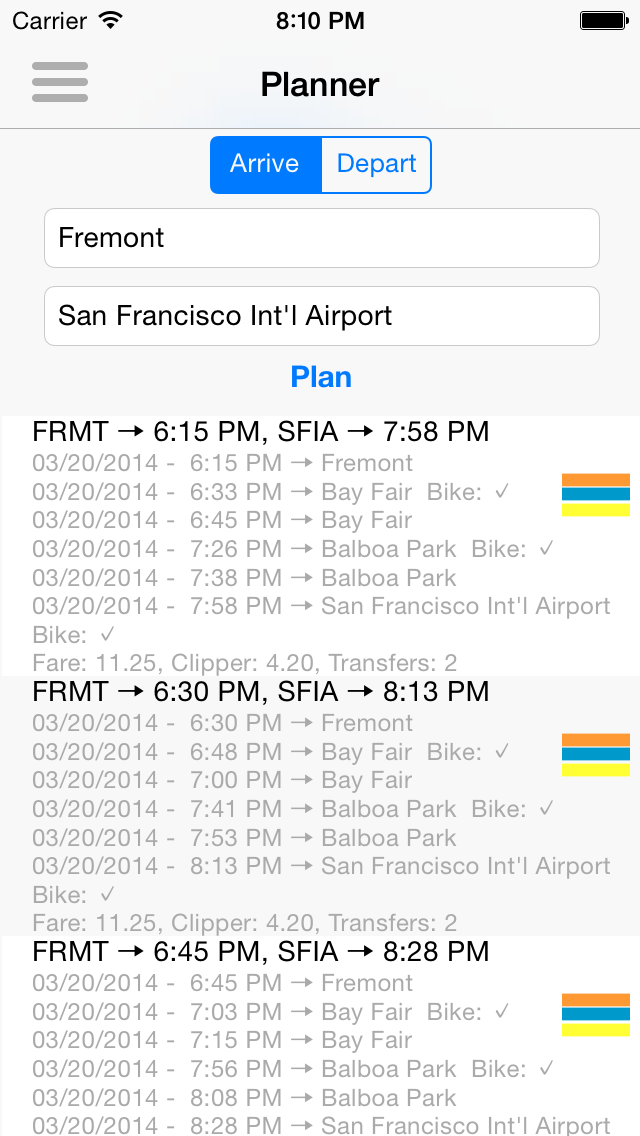 Carrier 8:10 PM
Planner
Arrive Depart
Fremont
San Francisco Int'l Airport
Plan
FRMT → 6:15 PM, SFIA → 7:58 PM
03/20/2014 - 6:15 PM → Fremont
03/20/2014 - 6:33 PM → Bay Fair Bike: ✓
03/20/2014 - 6:45 PM → Bay Fair
03/20/2014 - 7:26 PM → Balboa Park Bike: ✓
03/20/2014 - 7:38 PM → Balboa Park
03/20/2014 - 7:58 PM → San Francisco Int'l Airport
Bike: ✓
Fare: 11.25, Clipper: 4.20, Transfers: 2
FRMT → 6:30 PM, SFIA → 8:13 PM
03/20/2014 - 6:30 PM → Fremont
03/20/2014 - 6:48 PM → Bay Fair Bike: ✓
03/20/2014 - 7:00 PM → Bay Fair
03/20/2014 - 7:41 PM → Balboa Park Bike: ✓
03/20/2014 - 7:53 PM → Balboa Park
03/20/2014 - 8:13 PM → San Francisco Int'l Airport
Bike: ✓
Fare: 11.25, Clipper: 4.20, Transfers: 2
FRMT → 6:45 PM, SFIA → 8:28 PM
03/20/2014 - 6:45 PM → Fremont
03/20/2014 - 7:03 PM → Bay Fair Bike: ✓
03/20/2014 - 7:15 PM → Bay Fair
03/20/2014 - 7:56 PM → Balboa Park Bike: ✓
03/20/2014 - 8:08 PM → Balboa Park
03/20/2014 - 8:28 PM → San Francisco Int'l Airport